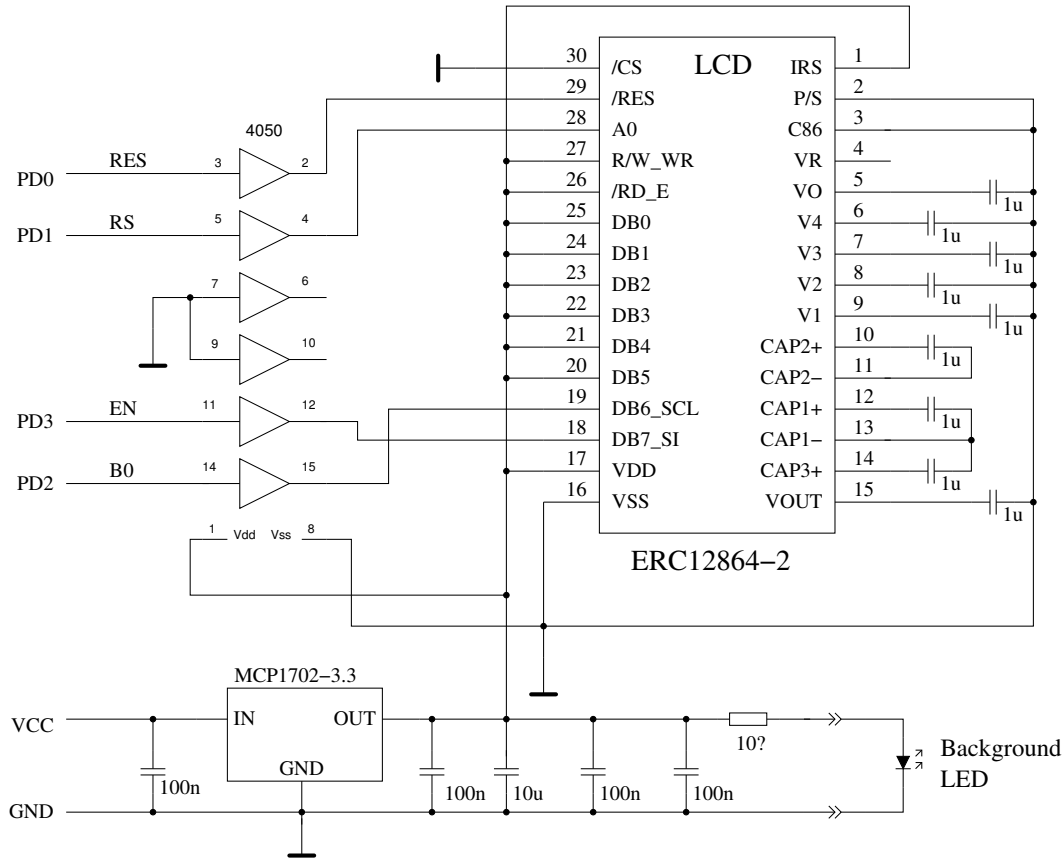 LCD
30 /CS IRS 1
29 /RES P/S 2
28 A0 C86 3
27 R/W_WR VR 4
26 /RD_E VO 5 1u
25 DB0 V4 6 1u
24 DB1 V3 7 1u
23 DB2 V2 8 1u
22 DB3 V1 9 1u
21 DB4 CAP2+ 10 1u
20 DB5 CAP2− 11
19 DB6_SCL CAP1+ 12 1u
18 DB7_SI CAP1− 13
17 VDD CAP3+ 14 1u
16 VSS VOUT 15 1u
ERC12864−2
4050
PD0 RES 3 2
PD1 RS 5 4
7 6
9 10
PD3 EN 11 12
PD2 B0 14 15
1 Vdd Vss 8
MCP1702−3.3
VCC IN OUT
GND
10?
100n 100n 10u 100n 100n
GND
Background
LED